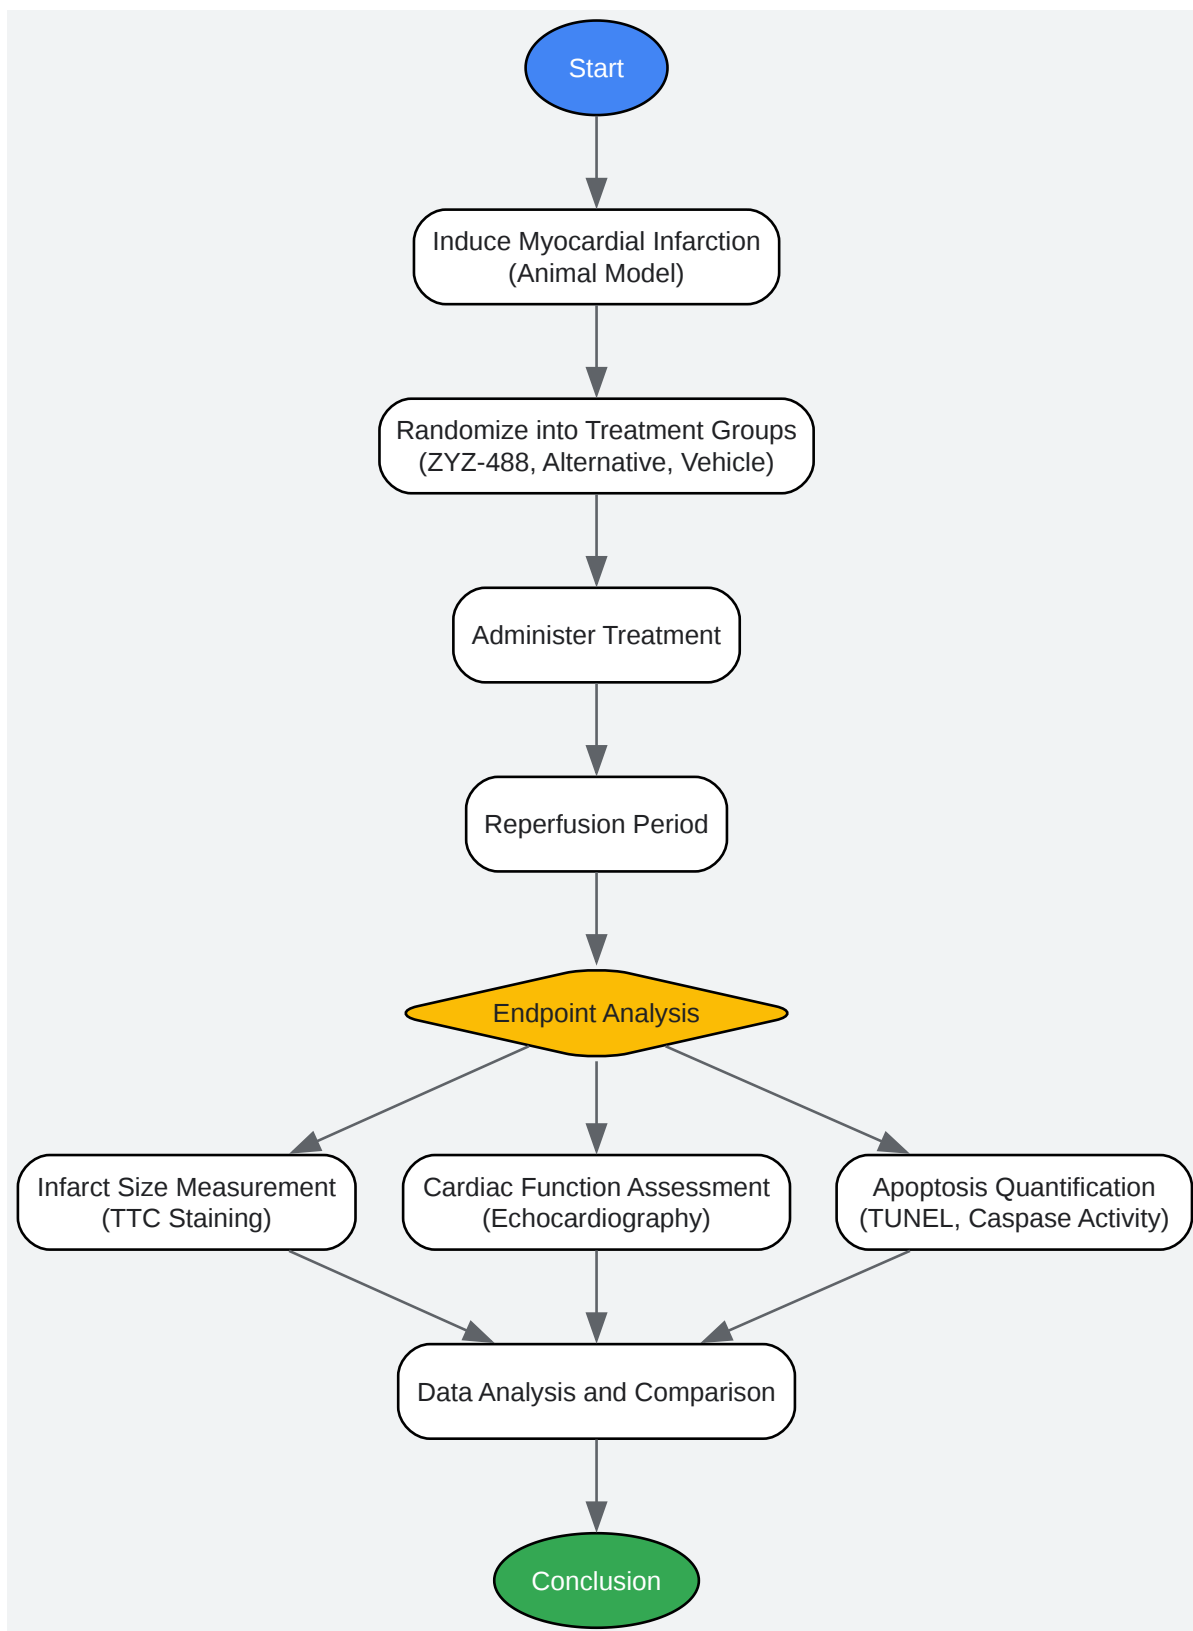 Start
Induce Myocardial Infarction
(Animal Model)
Randomize into Treatment Groups
(ZYZ-488, Alternative, Vehicle)
Administer Treatment
Reperfusion Period
Endpoint Analysis
Infarct Size Measurement
(TTC Staining)
Cardiac Function Assessment
(Echocardiography)
Apoptosis Quantification
(TUNEL, Caspase Activity)
Data Analysis and Comparison
Conclusion